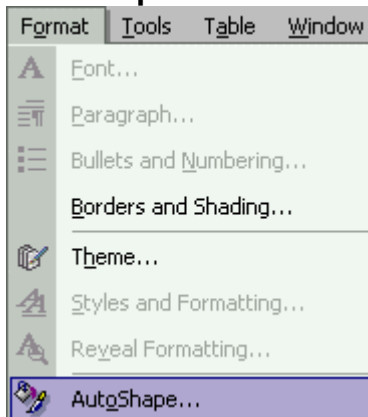 Format Tools Table Window
Font...
Paragraph...
Bullets and Numbering...
Borders and Shading...
Theme...
Styles and Formatting...
Reveal Formatting...
AutoShape...